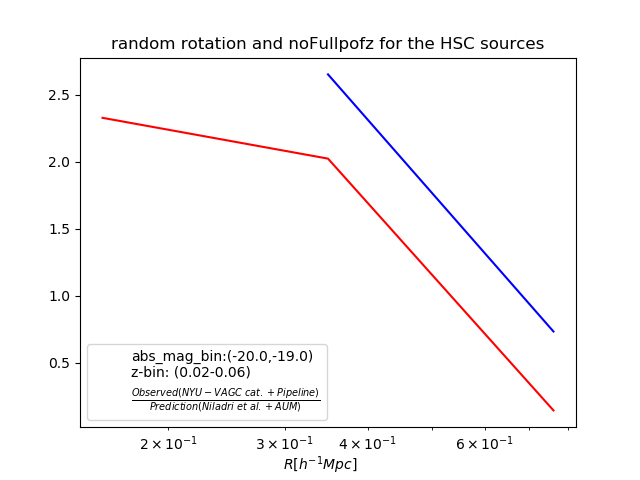 random rotation and noFullpofz for the HSC sources
2.5
2.0
1.5
1.0
0.5
abs_mag_bin:(-20.0,-19.0)
z-bin: (0.02-0.06)
Observed(NYU − VAGC cat. + Pipeline)
Prediction(Niladri et al. + AUM)
2 × 10⁻¹ 3 × 10⁻¹ 4 × 10⁻¹ 6 × 10⁻¹
R[h⁻¹Mpc]